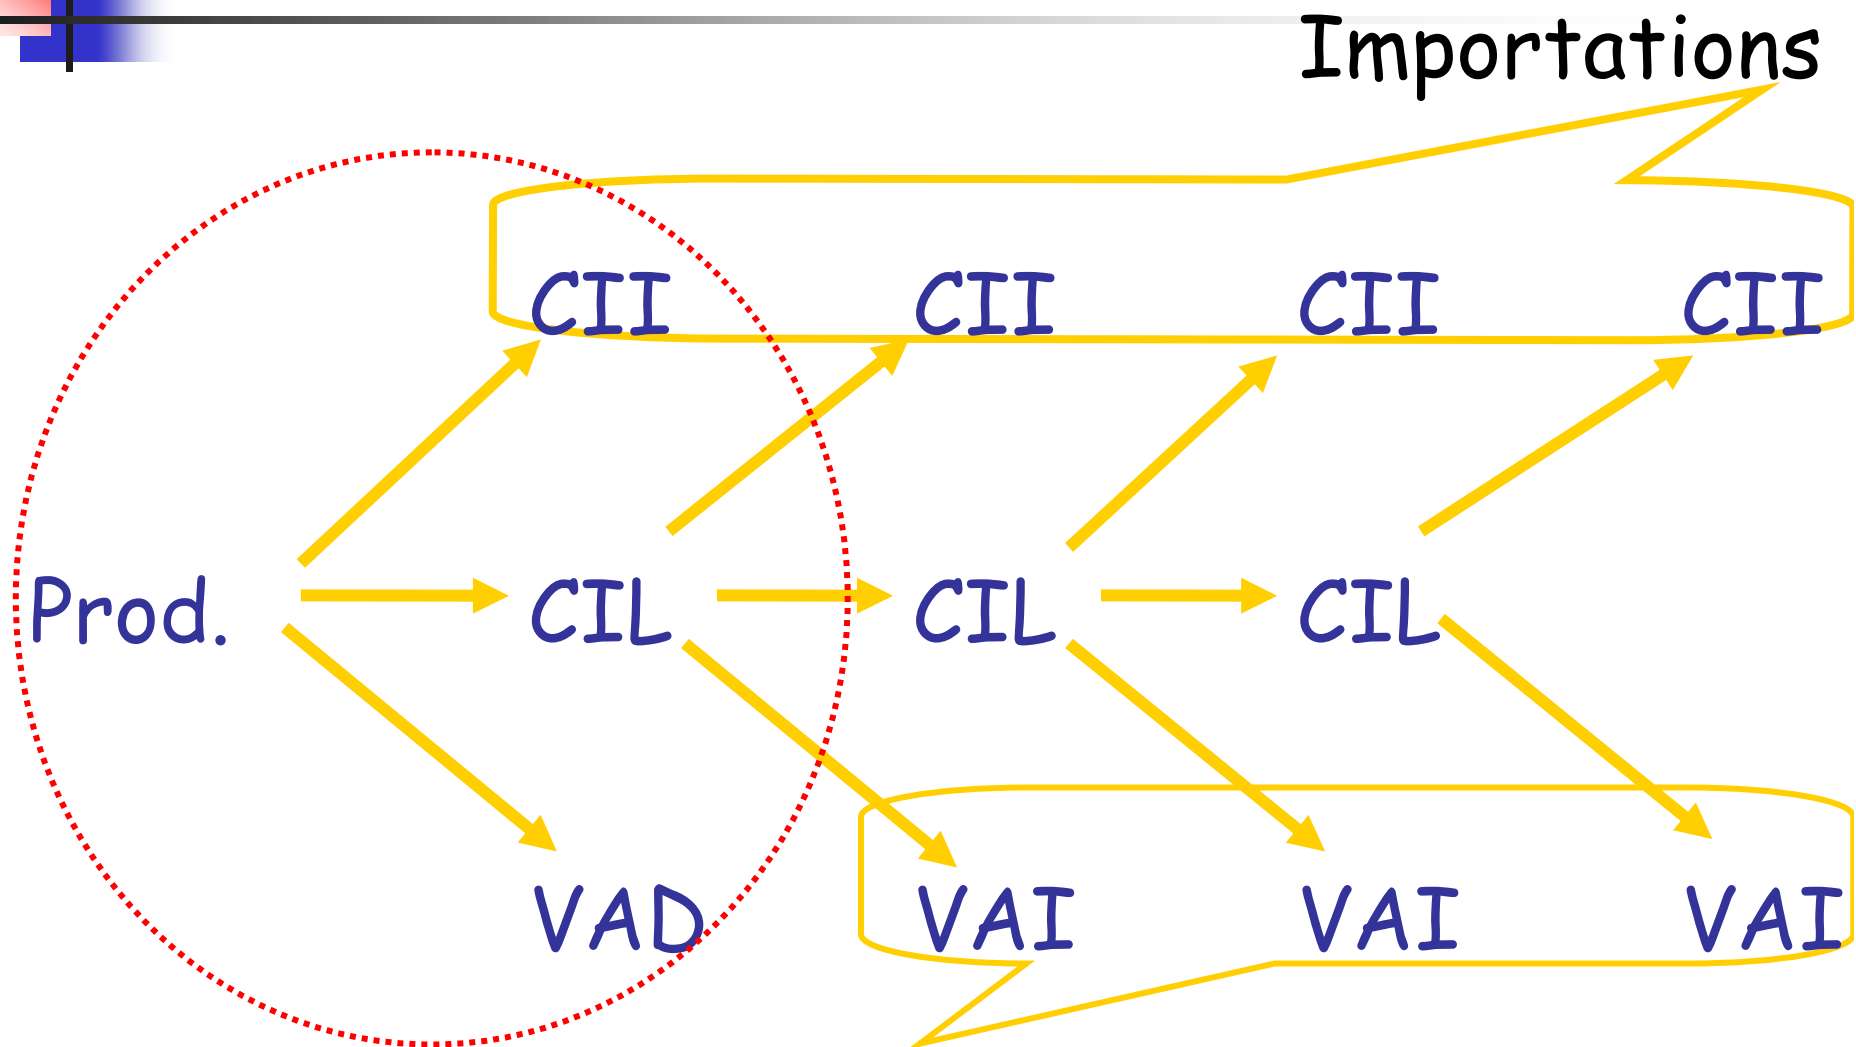 Importations
CII CII CII CII
Prod. CIL CIL CIL
VAD VAI VAI VAI